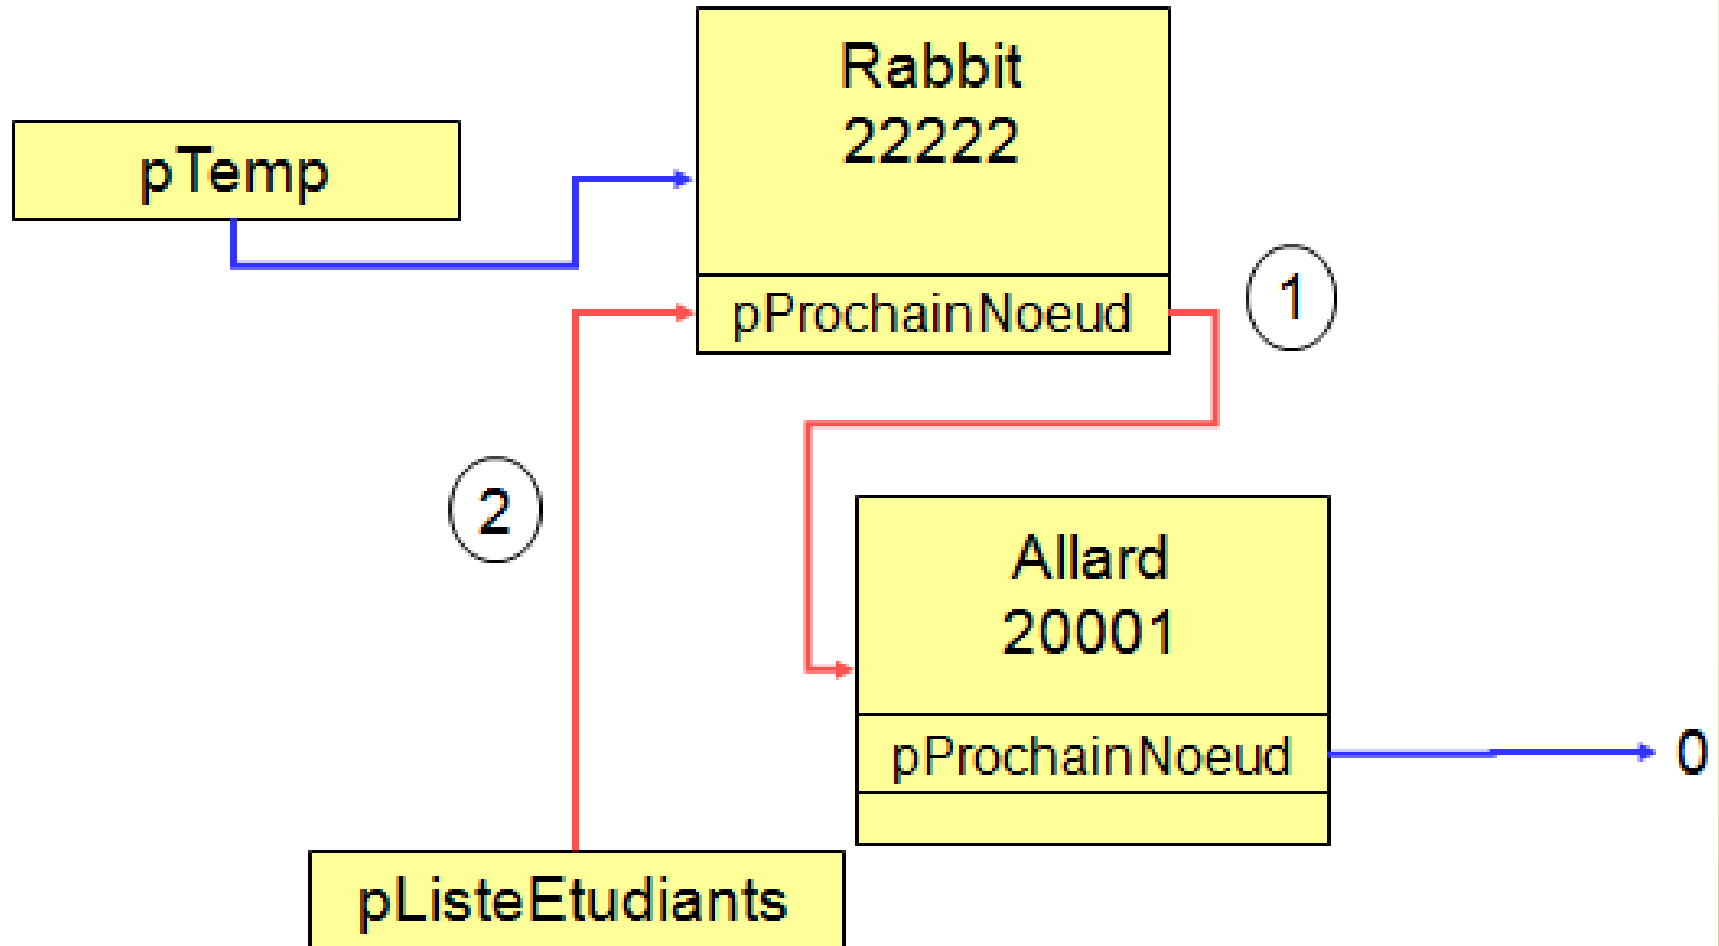 Rabbit
22222
pTemp
pProchainNoeud
1
2
Allard
20001
pProchainNoeud
0
pListeEtudiants